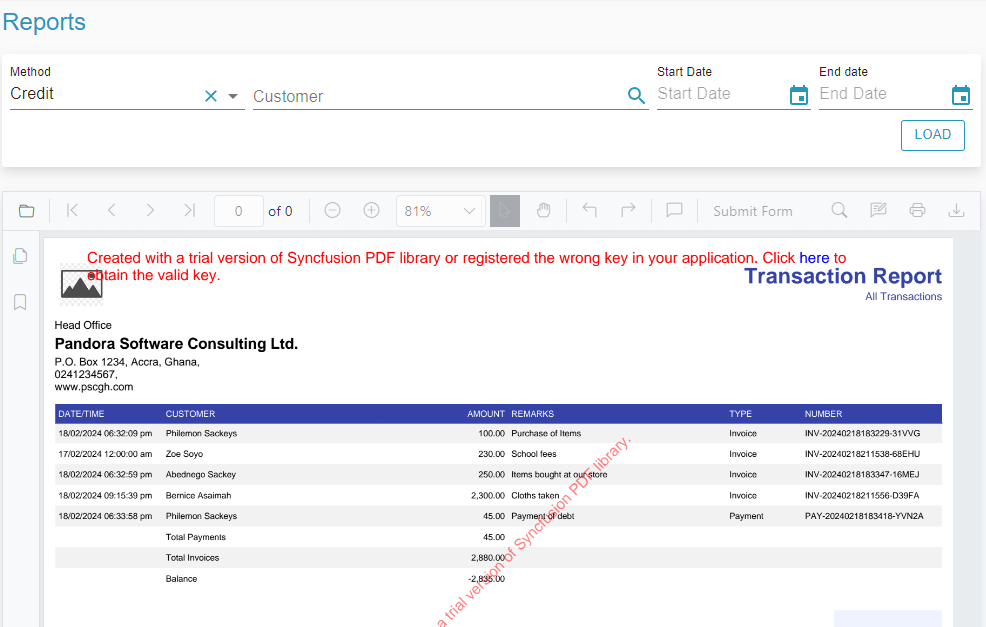 Reports
Method
Start Date
End date
Credit
Customer
Start Date
End Date
LOAD
0 of 0
81%
Submit Form
Created with a trial version of Syncfusion PDF library or registered the wrong key in your application. Click here to
obtain the valid key.
Transaction Report
All Transactions
Head Office
Pandora Software Consulting Ltd.
P.O. Box 1234, Accra, Ghana,
0241234567,
www.pscgh.com
DATE/TIME CUSTOMER AMOUNT REMARKS TYPE NUMBER
18/02/2024 06:32:09 pm Philemon Sackeys 100.00 Purchase of Items Invoice INV-20240218183229-31VVG
17/02/2024 12:00:00 am Zoe Soyo 230.00 School fees Invoice INV-20240218211538-68EHU
18/02/2024 06:32:59 pm Abednego Sackey 250.00 Items bought at our store Invoice INV-20240218183347-16MEJ
18/02/2024 09:15:39 pm Bernice Asaimah 2,300.00 Cloths taken Invoice INV-20240218211556-D39FA
18/02/2024 06:33:58 pm Philemon Sackeys 45.00 Payment of debt Payment PAY-20240218183418-YVN2A
Total Payments 45.00
Total Invoices 2,880.00
Balance -2,835.00
a trial version of Syncfusion PDF library.